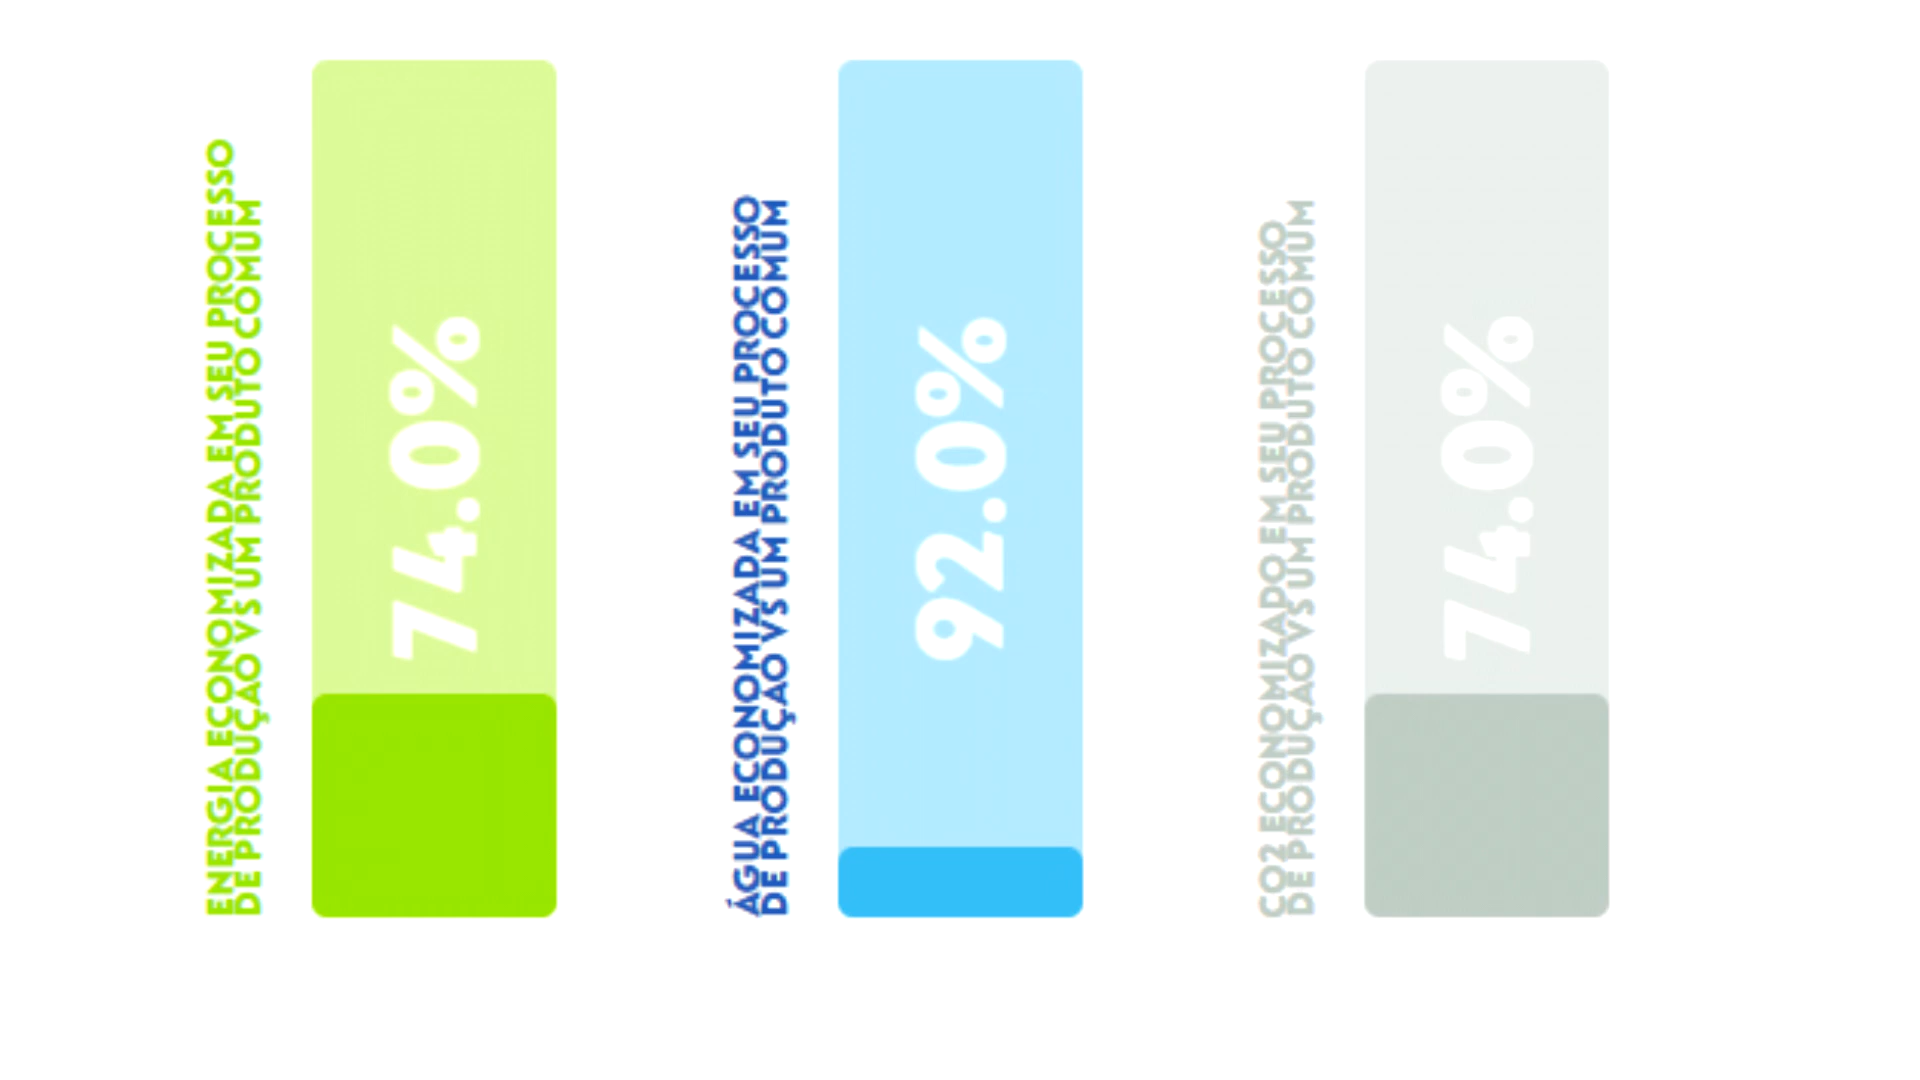 ENERGIA ECONOMIZADA EM SEU PROCESSO
DE PRODUÇÃO VS UM PRODUTO COMUM
74.0%
ÁGUA ECONOMIZADA EM SEU PROCESSO
DE PRODUÇÃO VS UM PRODUTO COMUM
92.0%
CO2 ECONOMIZADO EM SEU PROCESSO
DE PRODUÇÃO VS UM PRODUTO COMUM
74.0%